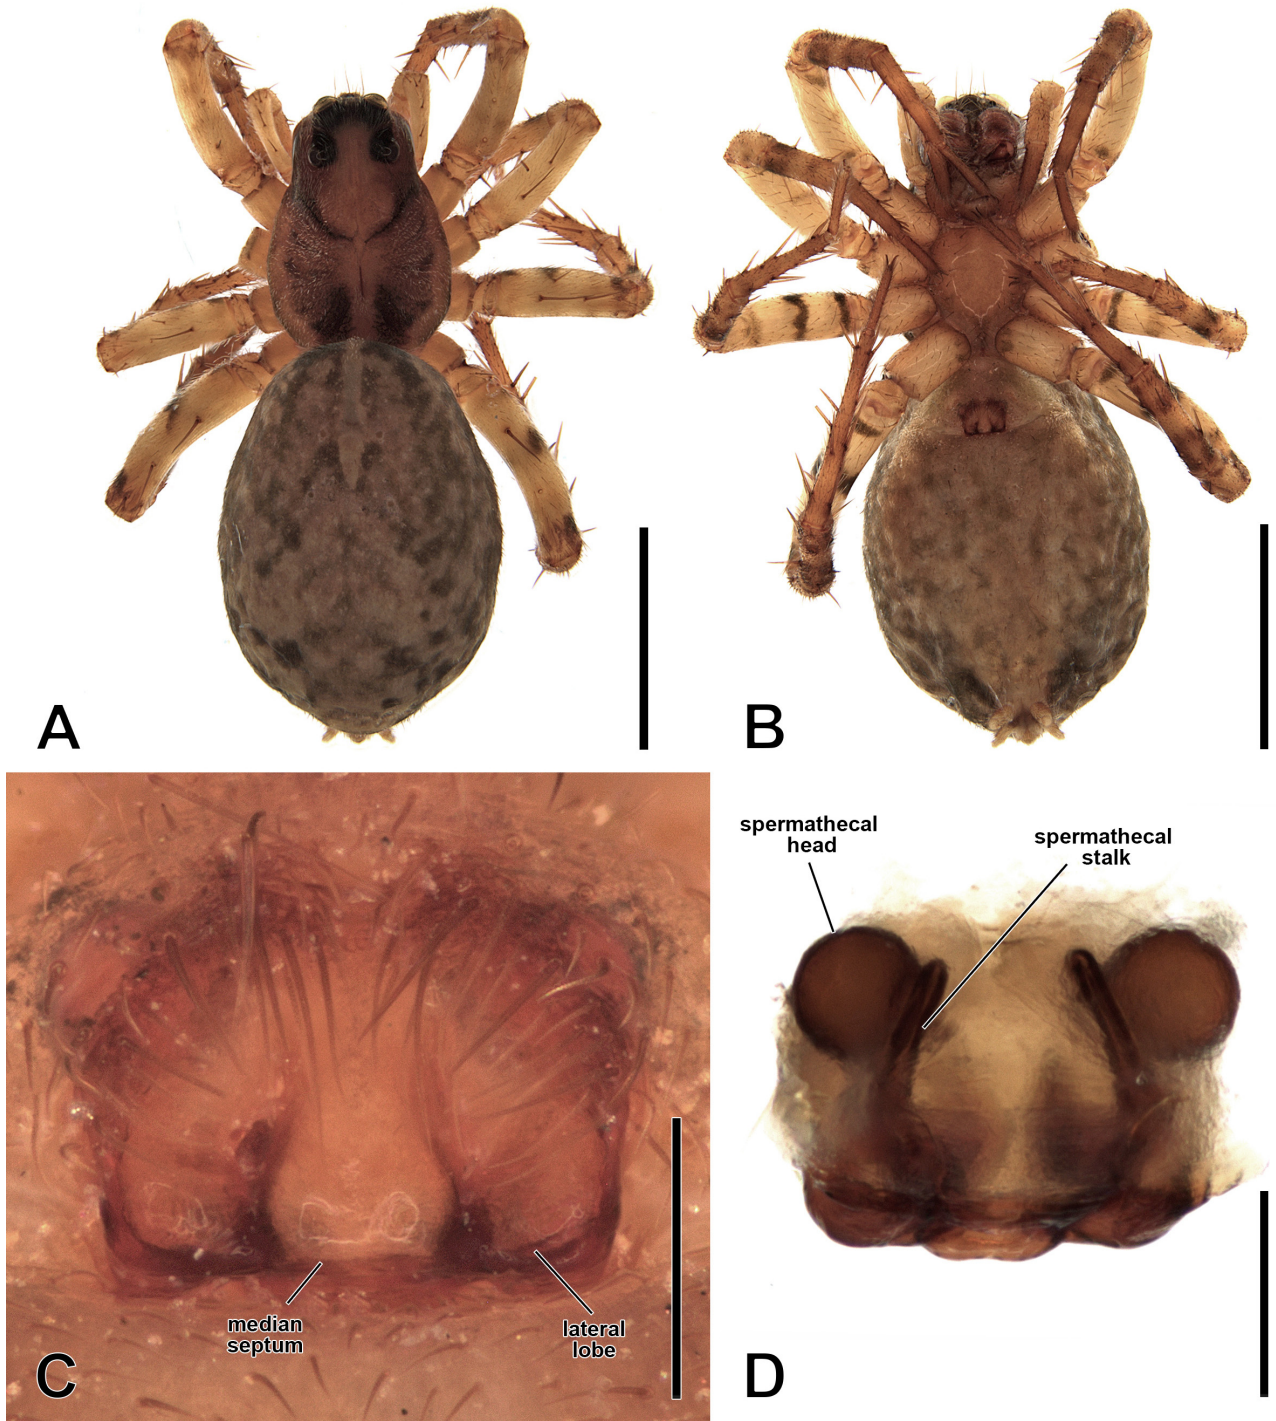 A
B
spermathecal
head
spermathecal
stalk
median
septum
lateral
lobe
C
D